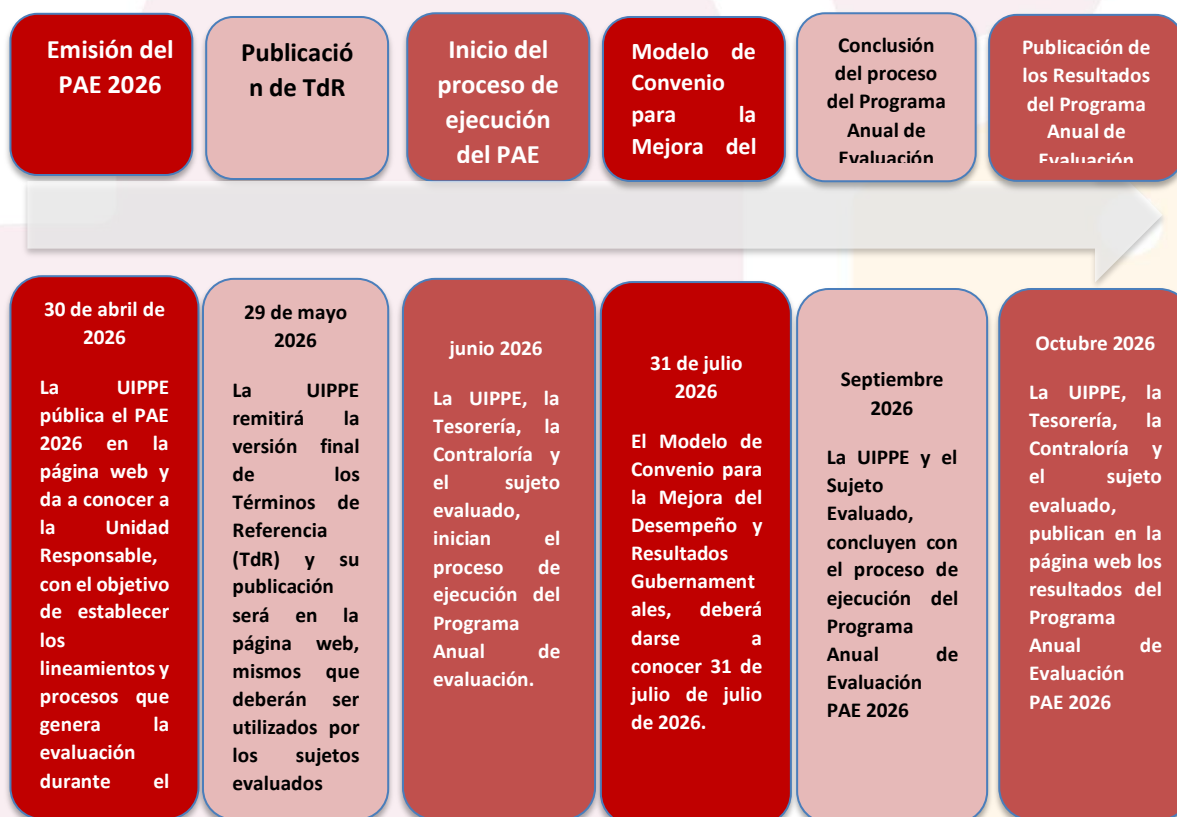 Emisión del
PAE 2026
Publicació
n de TdR
Inicio del
proceso de
ejecución
del PAE
Modelo de
Convenio
para la
Mejora del
Conclusión
del proceso
del Programa
Anual de
Evaluación
Publicación de
los Resultados
del Programa
Anual de
Evaluación
30 de abril de
2026
La UIPPE
pública el PAE
2026 en la
página web y
da a conocer a
la Unidad
Responsable,
con el objetivo
de establecer
los
lineamientos y
procesos que
genera la
evaluación
durante el
29 de mayo
2026
La UIPPE
remitirá la
versión final
de los
Términos de
Referencia
(TdR) y su
publicación
será en la
página web,
mismos que
deberán ser
utilizados por
los sujetos
evaluados
junio 2026
La UIPPE, la
Tesorería, la
Contraloría y
el sujeto
evaluado,
inician el
proceso de
ejecución del
Programa
Anual de
evaluación.
31 de julio
2026
El Modelo de
Convenio para
la Mejora del
Desempeño y
Resultados
Gubernament
ales, deberá
darse a
conocer 31 de
julio de julio
de 2026.
Septiembre
2026
La UIPPE y el
Sujeto
Evaluado,
concluyen con
el proceso de
ejecución del
Programa
Anual de
Evaluación
PAE 2026
Octubre 2026
La UIPPE, la
Tesorería, la
Contraloría y
el sujeto
evaluado,
publican en la
página web los
resultados del
Programa
Anual de
Evaluación
PAE 2026